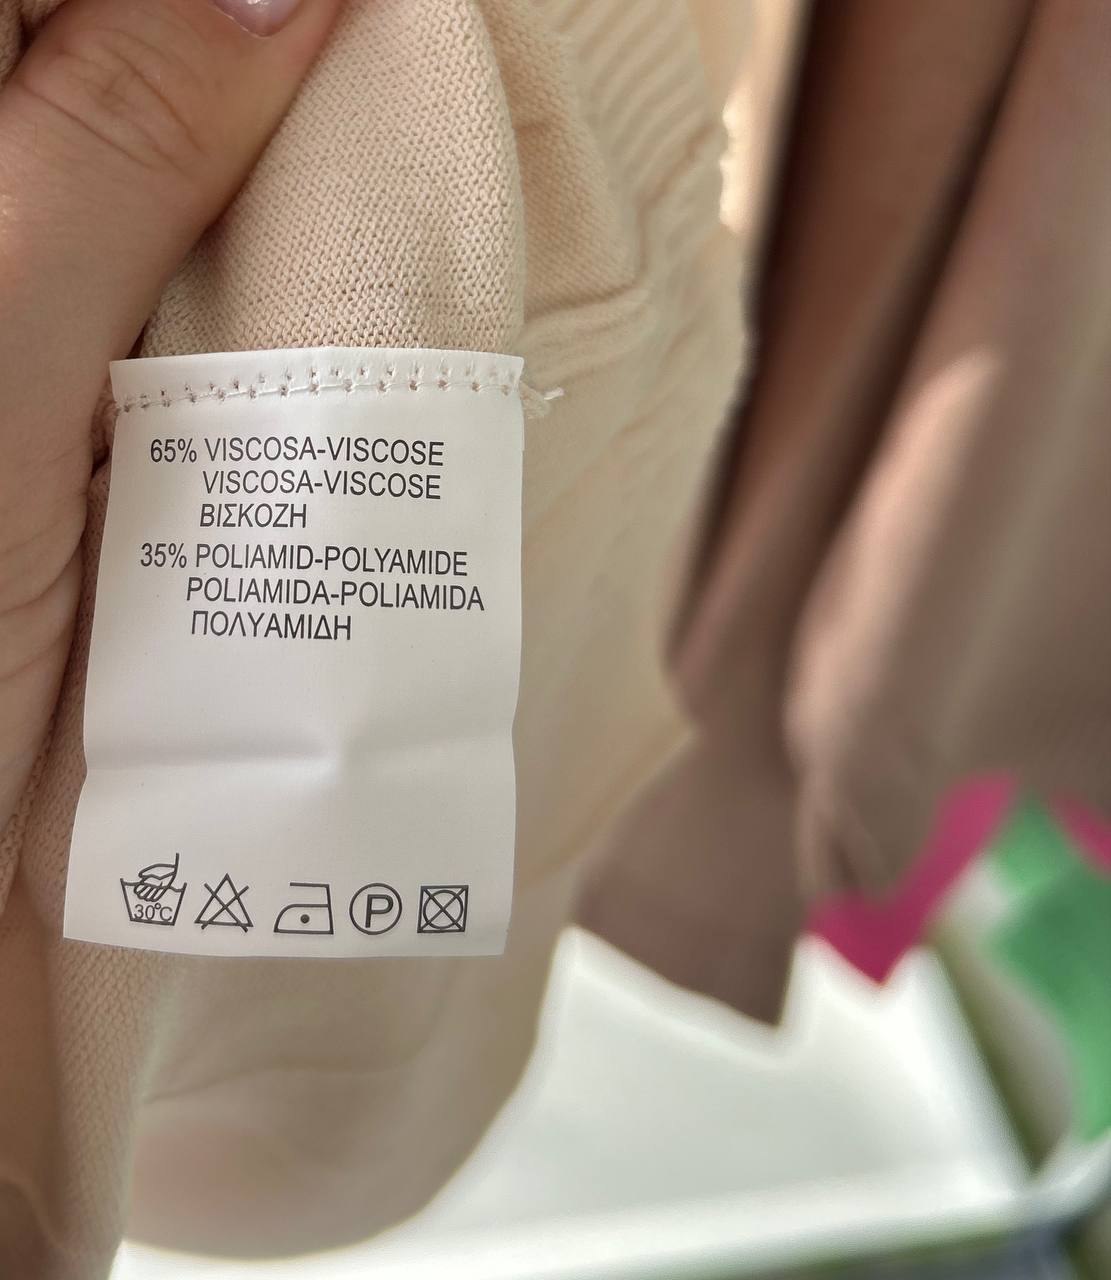 65% VISCOSA-VISCOSE
VISCOSA-VISCOSE
ΒΙΣΚΟΖΗ
35% POLIAMID-POLYAMIDE
POLIAMIDA-POLIAMIDA
ΠΟΛΥΑΜΙΔΗ
30°C
P